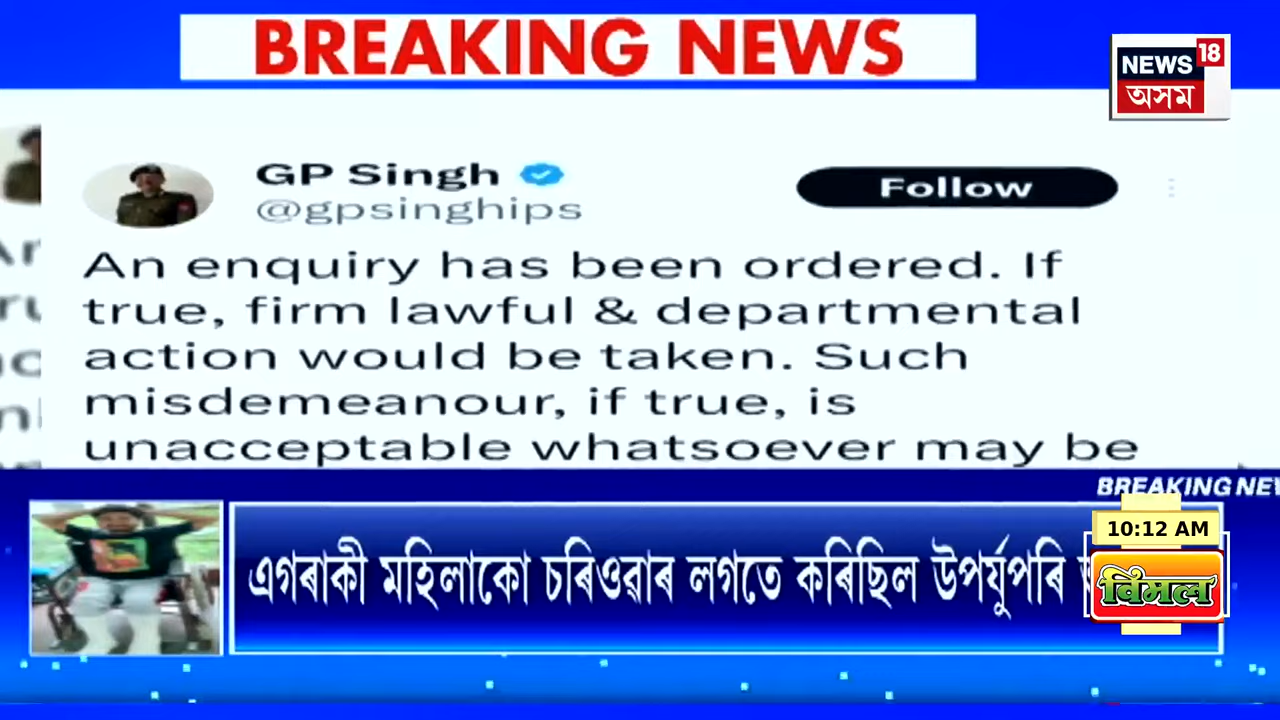 BREAKING NEWS
NEWS 18
অসম
GP Singh
@gpsinghips
Follow
An enquiry has been ordered. If
true, firm lawful & departmental
action would be taken. Such
misdemeanour, if true, is
unacceptable whatsoever may be
BREAKING NEW
10:12 AM
এগৰাকী মহিলাকো চৰিওৱাৰ লগতে কৰিছিল উপৰ্যুপৰি
विमल